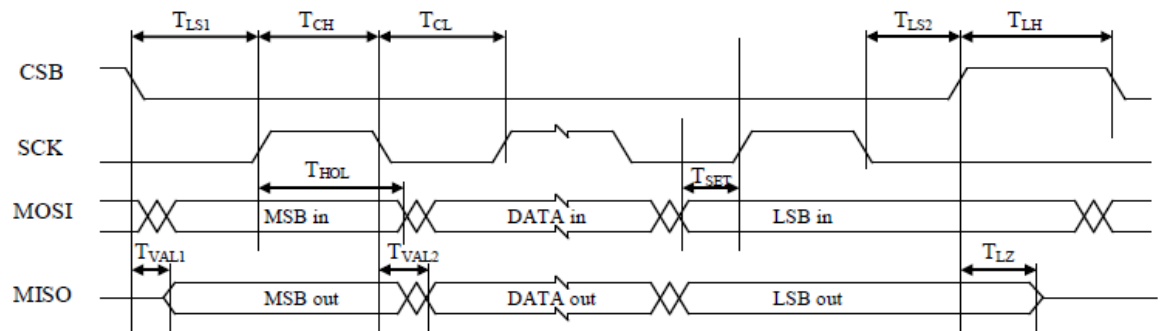 TLS1 TCH TCL TLS2 TLH
CSB
SCK
THOL TSET
MOSI MSB in DATA in LSB in
TVAL1 TVAL2 TLZ
MISO MSB out DATA out LSB out